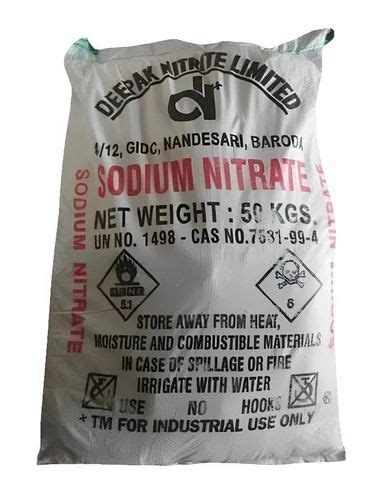 DEEPAK NITRITE LIMITED
dn*
4/12, GIDC, NANDESARI, BARODA
SODIUM NITRATE
NET WEIGHT : 50 KGS.
UN NO. 1498 - CAS NO.7631-99-4
SODIUM NITRATE
SODIUM NITRATE
OXIDIZER
5.1
6
STORE AWAY FROM HEAT,
MOISTURE AND COMBUSTIBLE MATERIALS
IN CASE OF SPILLAGE OR FIRE
IRRIGATE WITH WATER
USE NO HOOKS ®
* TM FOR INDUSTRIAL USE ONLY